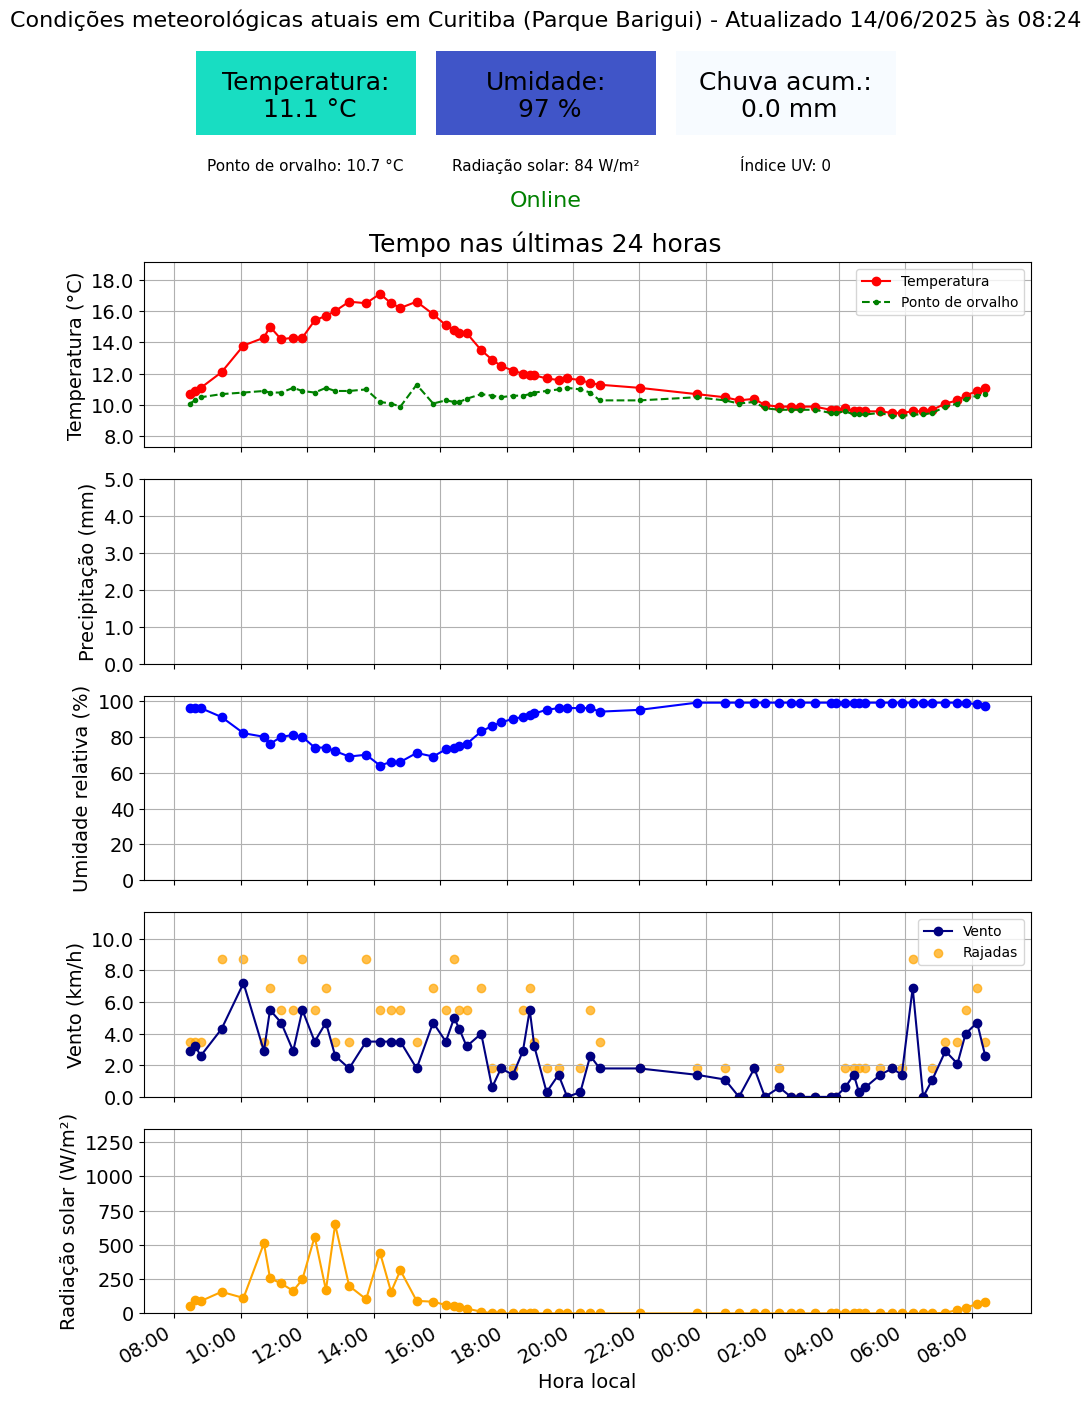 Condições meteorológicas atuais em Curitiba (Parque Barigui) - Atualizado 14/06/2025 às 08:24
Temperatura:
11.1 °C
Umidade:
97 %
Chuva acum.:
0.0 mm
Ponto de orvalho: 10.7 °C
Radiação solar: 84 W/m²
Índice UV: 0
Online
Tempo nas últimas 24 horas
Temperatura (°C)
18.0
16.0
14.0
12.0
10.0
8.0
Temperatura
Ponto de orvalho
Precipitação (mm)
5.0
4.0
3.0
2.0
1.0
0.0
Umidade relativa (%)
100
80
60
40
20
0
Vento (km/h)
10.0
8.0
6.0
4.0
2.0
0.0
Vento
Rajadas
Radiação solar (W/m²)
1250
1000
750
500
250
0
08:00
10:00
12:00
14:00
16:00
18:00
20:00
22:00
00:00
02:00
04:00
06:00
08:00
Hora local